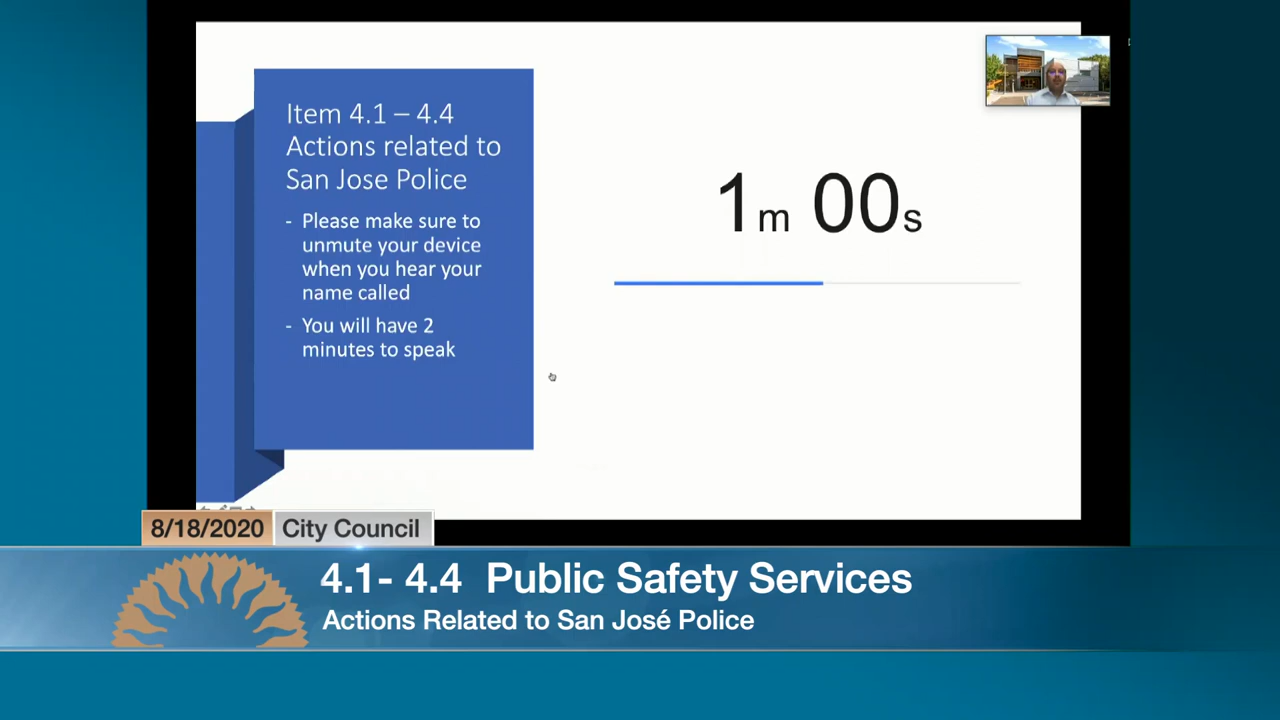 Item 4.1 – 4.4
Actions related to
San Jose Police
- Please make sure to
unmute your device
when you hear your
name called
- You will have 2
minutes to speak
1m 00s
8/18/2020 City Council
4.1- 4.4 Public Safety Services
Actions Related to San José Police